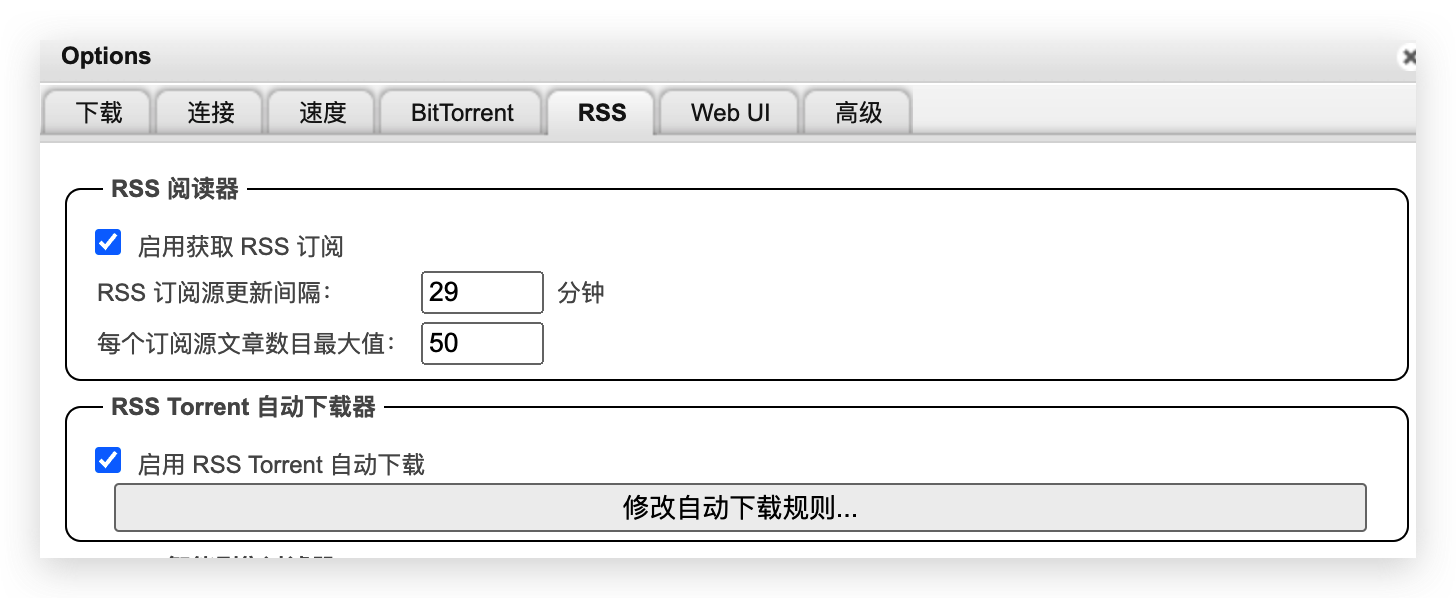 Options
下载 连接 速度 BitTorrent RSS Web UI 高级
RSS 阅读器
启用获取 RSS 订阅
RSS 订阅源更新间隔： 29 分钟
每个订阅源文章数目最大值： 50
RSS Torrent 自动下载器
启用 RSS Torrent 自动下载
修改自动下载规则...